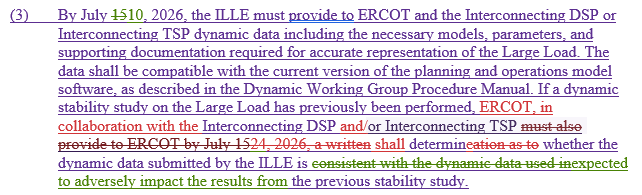 (3) By July 1510, 2026, the ILLE must provide to ERCOT and the Interconnecting DSP or
Interconnecting TSP dynamic data including the necessary models, parameters, and
supporting documentation required for accurate representation of the Large Load. The
data shall be compatible with the current version of the planning and operations model
software, as described in the Dynamic Working Group Procedure Manual. If a dynamic
stability study on the Large Load has previously been performed, ERCOT, in
collaboration with the Interconnecting DSP and/or Interconnecting TSP must also
provide to ERCOT by July 1524, 2026, a written shall determineation as to whether the
dynamic data submitted by the ILLE is consistent with the dynamic data used inexpected
to adversely impact the results from the previous stability study.